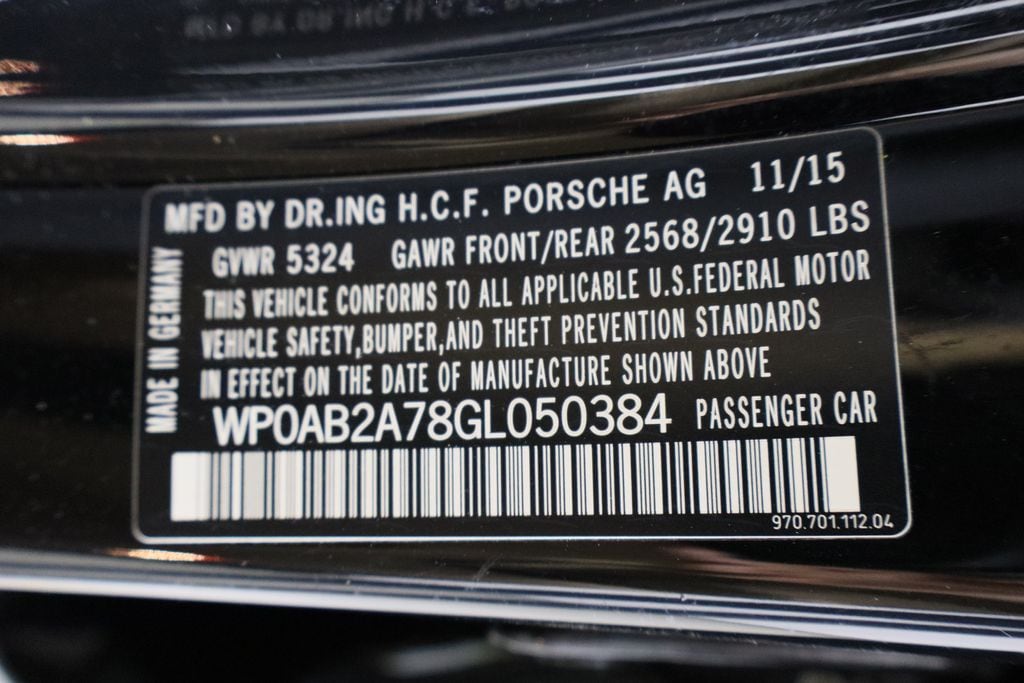 MFD BY DR.ING H.C.F. PORSCHE AG 11/15
GVWR 5324 GAWR FRONT/REAR 2568/2910 LBS
THIS VEHICLE CONFORMS TO ALL APPLICABLE U.S.FEDERAL MOTOR
VEHICLE SAFETY,BUMPER,AND THEFT PREVENTION STANDARDS
IN EFFECT ON THE DATE OF MANUFACTURE SHOWN ABOVE
WP0AB2A78GL050384 PASSENGER CAR
970.701.112.04
MADE IN GERMANY